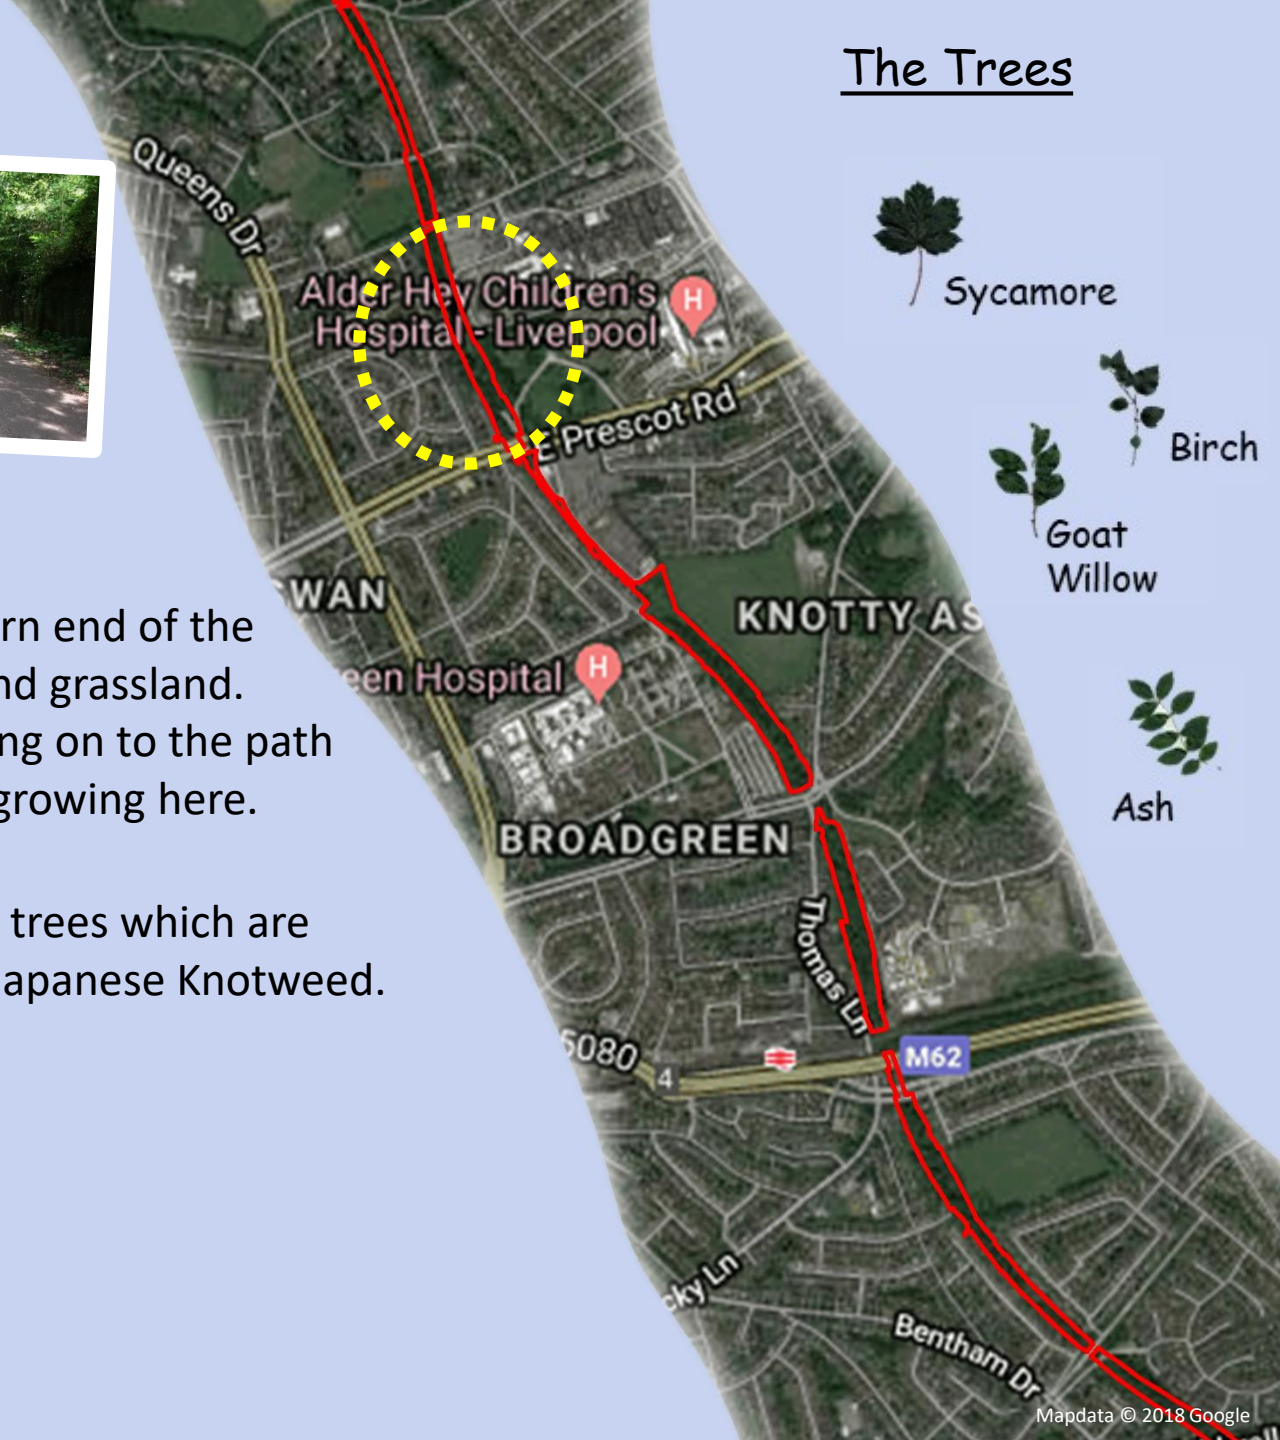 The Trees
Queens Dr
Alder Hey Children's
Hospital - Liverpool
H
Sycamore
E Prescot Rd
Birch
Goat
Willow
WAN
KNOTTY AS
rn end of the
nd grassland.
ng on to the path
growing here.
een Hospital
H
Ash
BROADGREEN
trees which are
apanese Knotweed.
Thomas Ln
5080
4
M62
cky Ln
Bentham Dr
Mapdata © 2018 Google